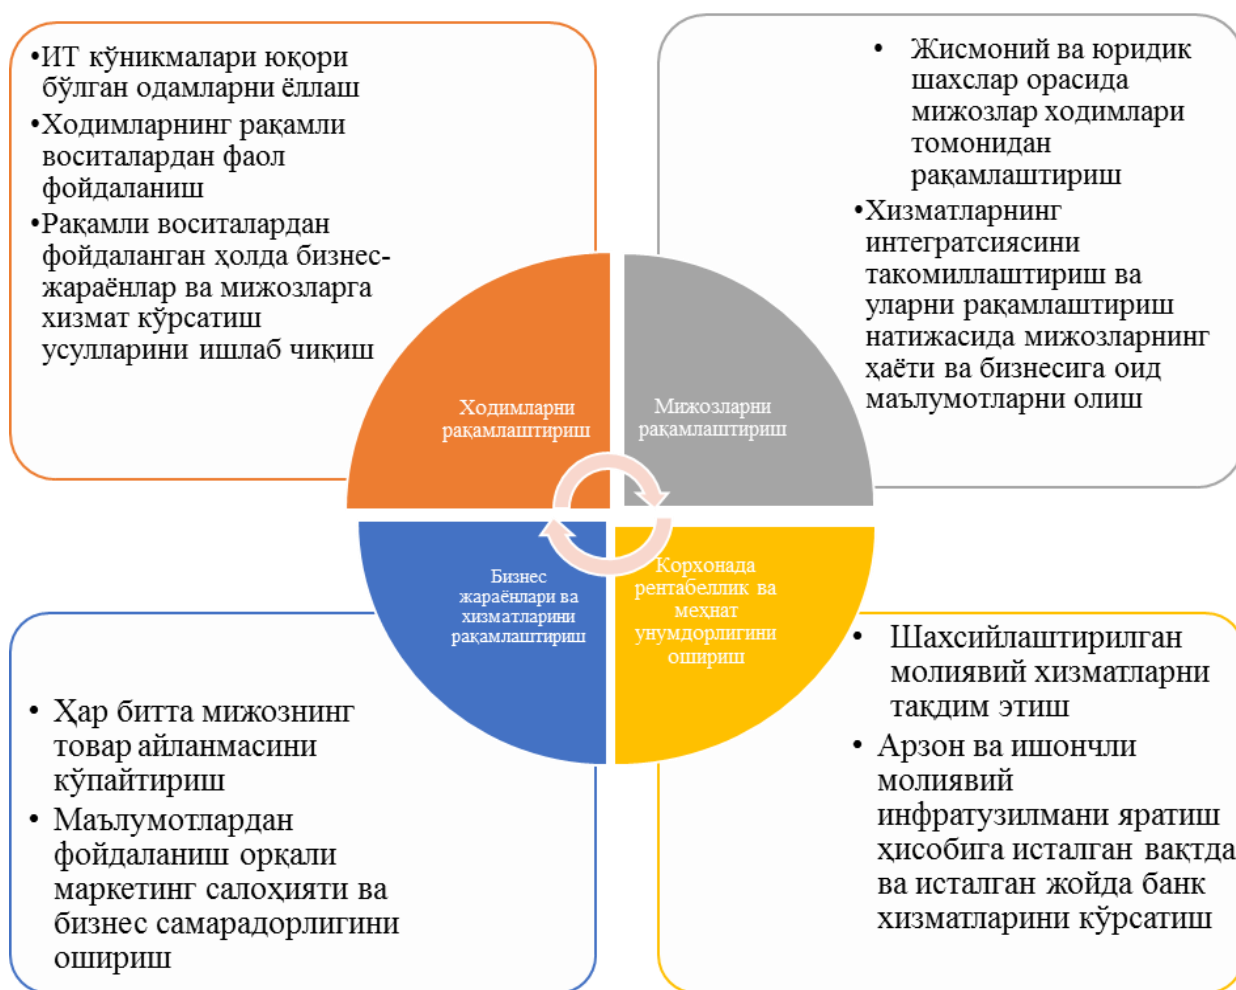 •ИТ кўникмалари юқори
бўлган одамларни ёллаш
•Ходимларнинг рақамли
воситалардан фаол
фойдаланиш
•Рақамли воситалардан
фойдаланган ҳолда бизнес-
жараёнлар ва мижозларга
хизмат кўрсатиш
усулларини ишлаб чиқиш
• Жисмоний ва юридик
шахслар орасида
мижозлар ходимлари
томонидан
рақамлаштириш
•Хизматларнинг
интегратсиясини
такомиллаштириш ва
уларни рақамлаштириш
натижасида мижозларнинг
ҳаёти ва бизнесига оид
маълумотларни олиш
Ходимларни
рақамлаштириш
Мижозларни
рақамлаштириш
Бизнес
жараёнлари ва
хизматларини
рақамлаштириш
Корхонада
рентабеллик ва
меҳнат
унумдорлигини
ошириш
• Ҳар битта мижознинг
товар айланмасини
кўпайтириш
• Маълумотлардан
фойдаланиш орқали
маркетинг салоҳияти ва
бизнес самарадорлигини
ошириш
• Шахсийлаштирилган
молиявий хизматларни
тақдим этиш
• Арзон ва ишончли
молиявий
инфратузилмани яратиш
ҳисобига исталган вақтда
ва исталган жойда банк
хизматларини кўрсатиш